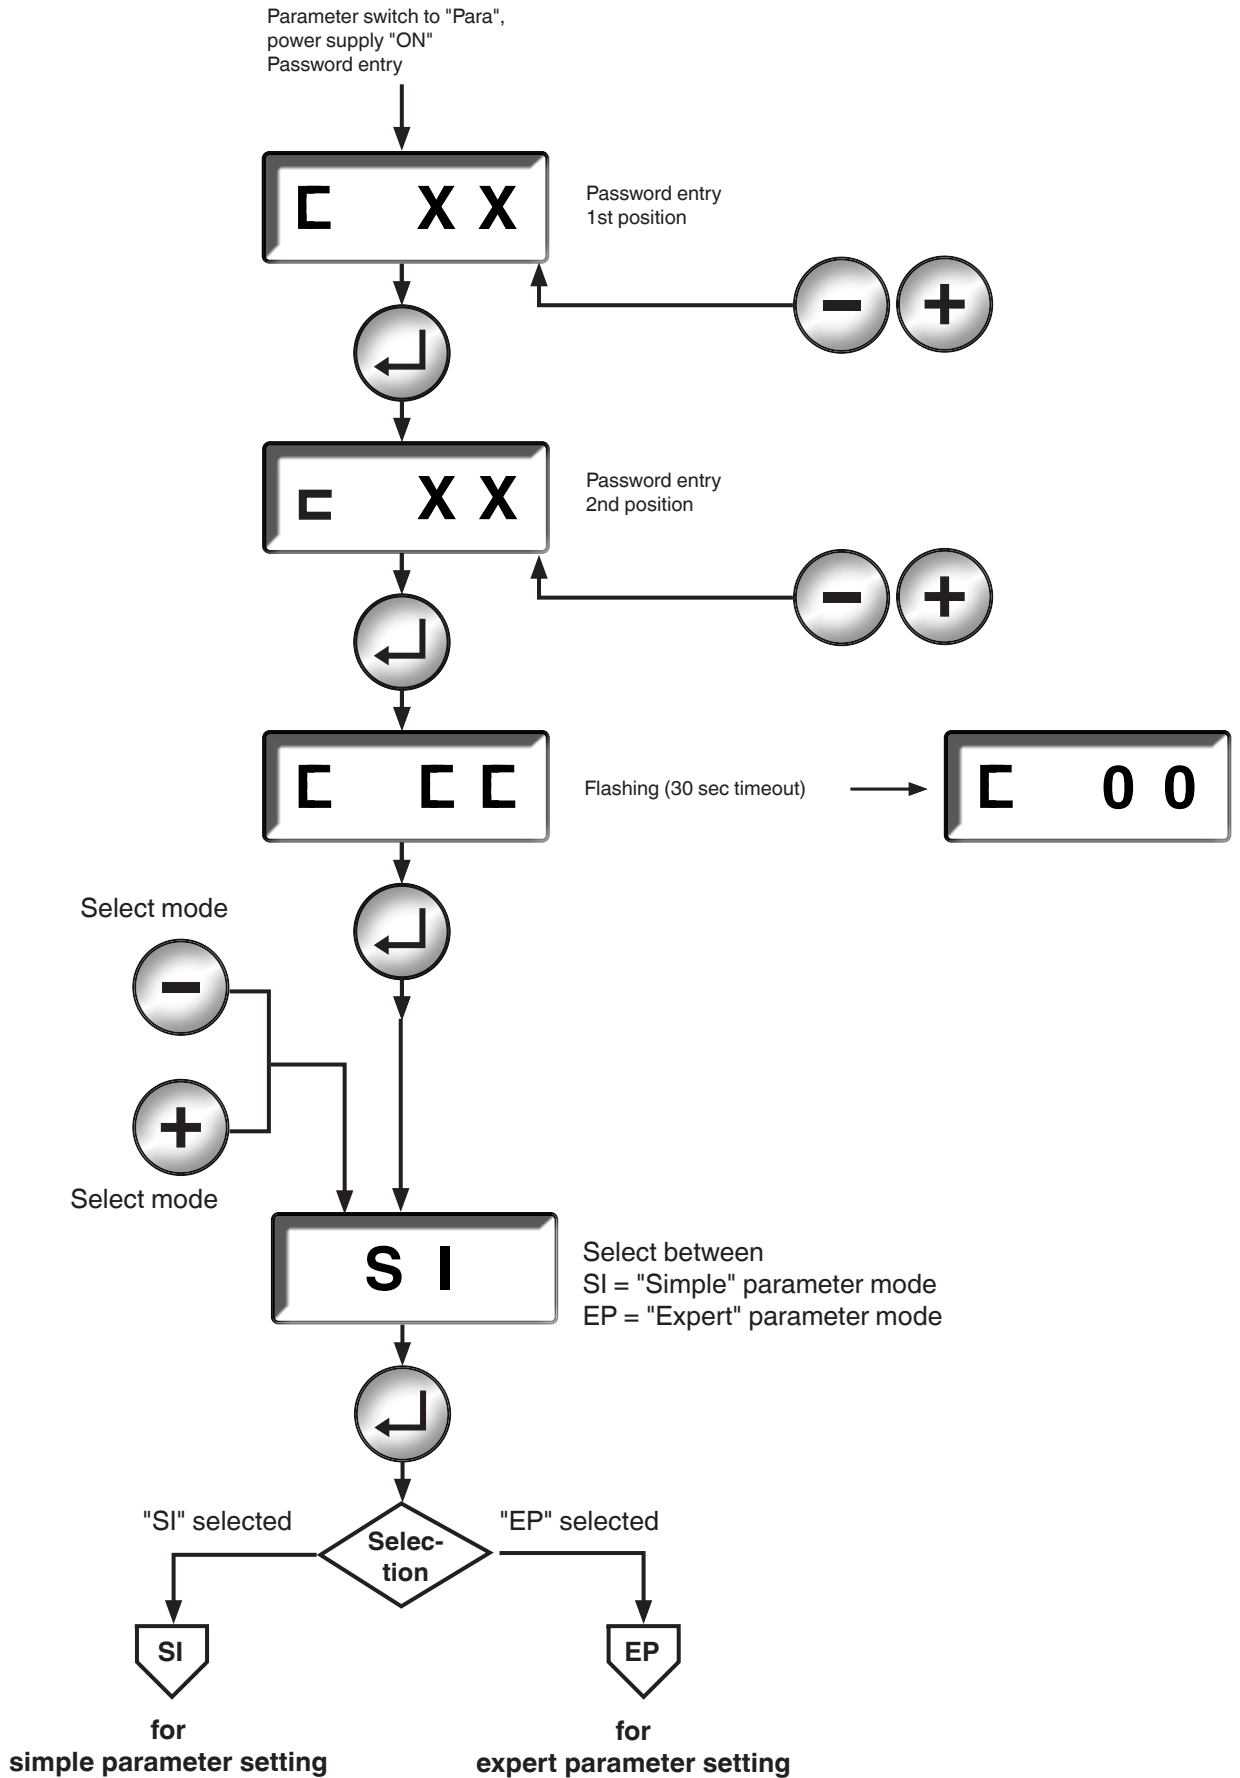 Parameter switch to "Para",
power supply "ON"
Password entry
C XX
Password entry
1st position
− +
c XX
Password entry
2nd position
− +
C CC
Flashing (30 sec timeout)
C 00
Select mode
−
+
Select mode
SI
Select between
SI = "Simple" parameter mode
EP = "Expert" parameter mode
"SI" selected
"EP" selected
Selec-
tion
SI
EP
for
simple parameter setting
for
expert parameter setting